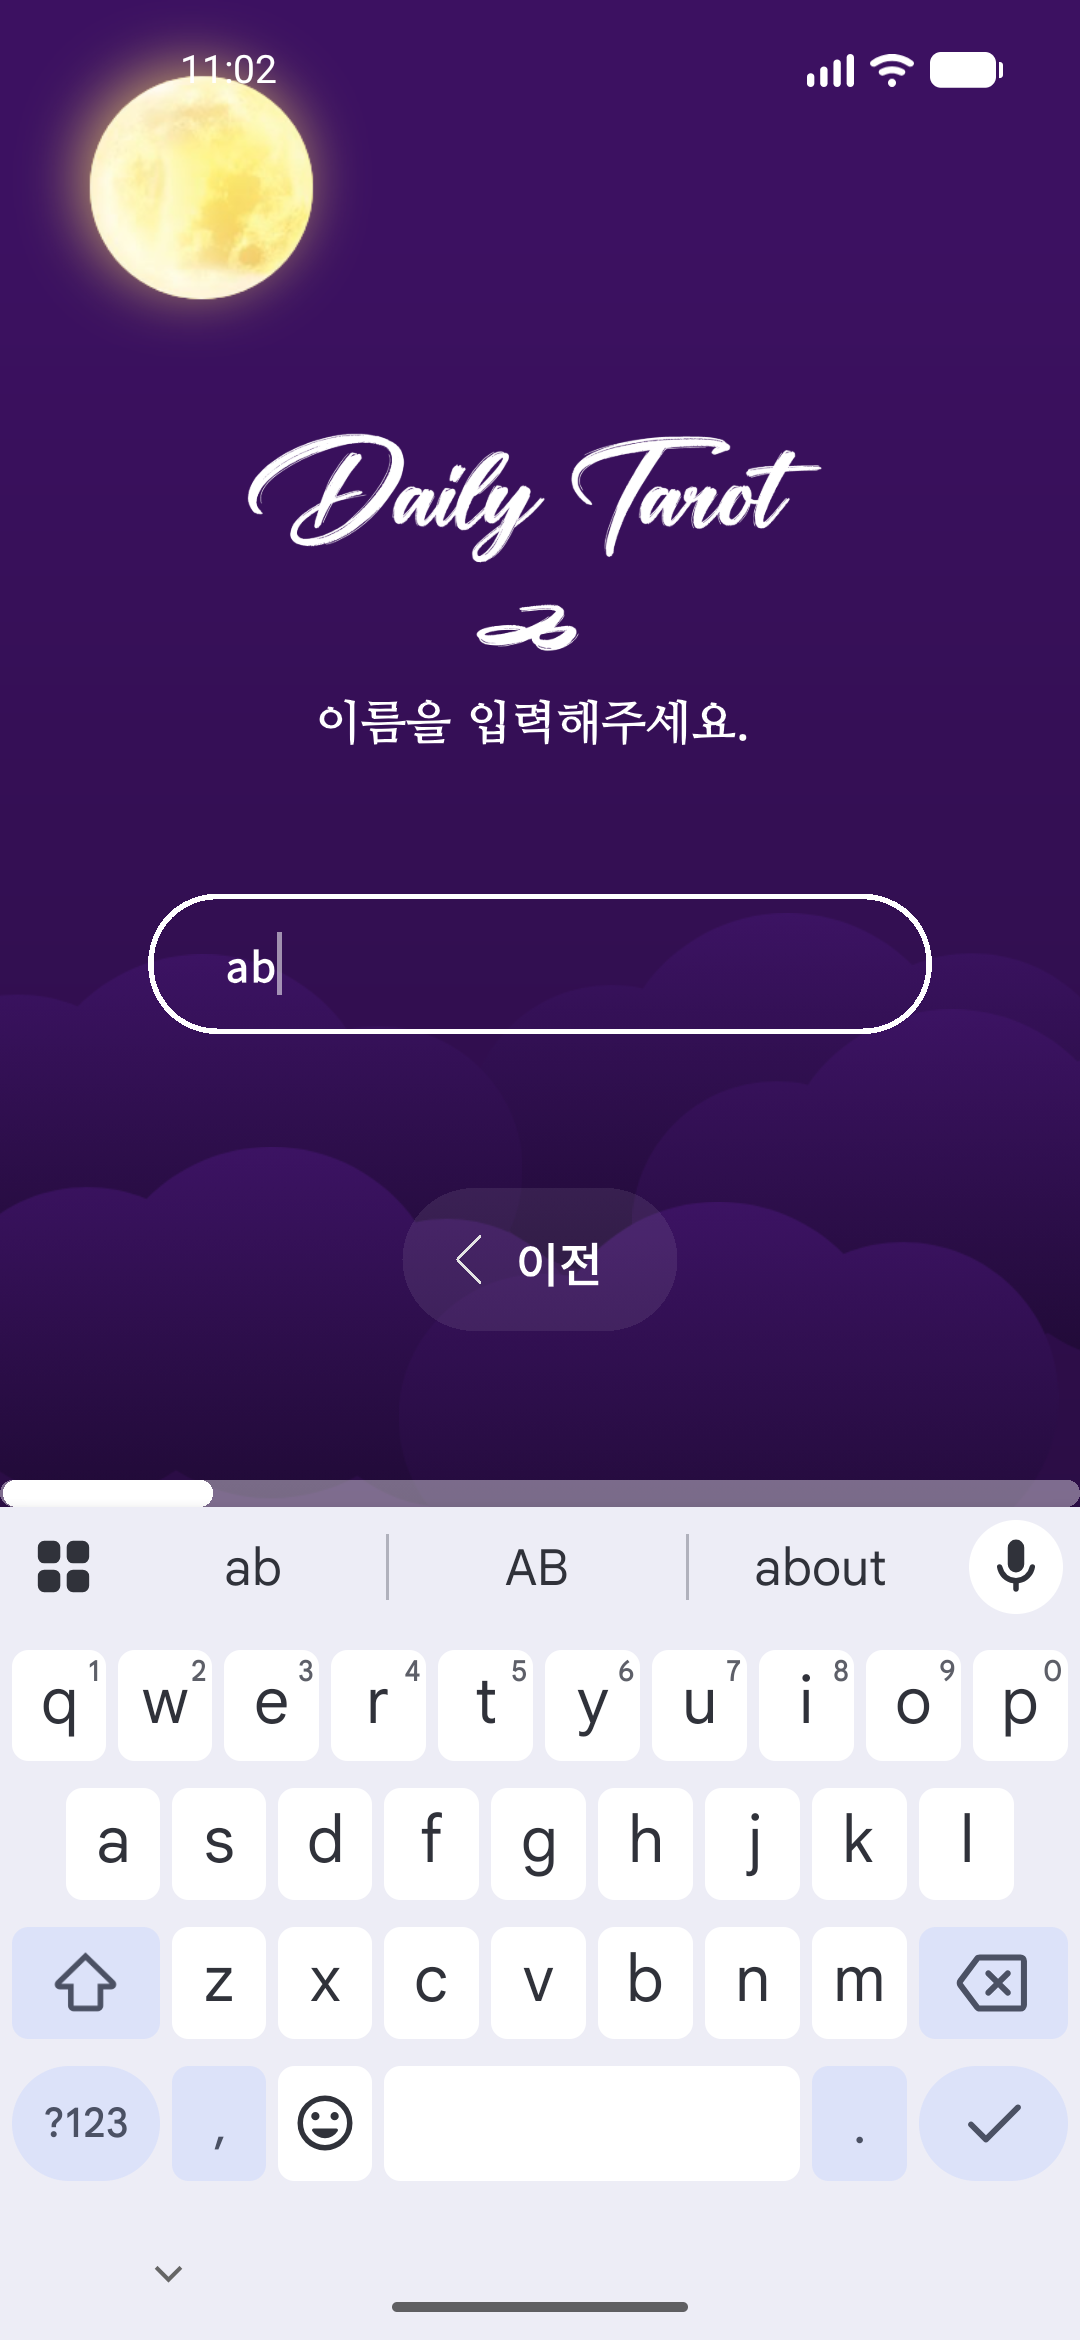 11:02
Daily Tarot
이름을 입력해주세요.
ab
이전
ab AB about
q 1 w 2 e 3 r 4 t 5 y 6 u 7 i 8 o 9 p 0
a s d f g h j k l
z x c v b n m
?123 , .